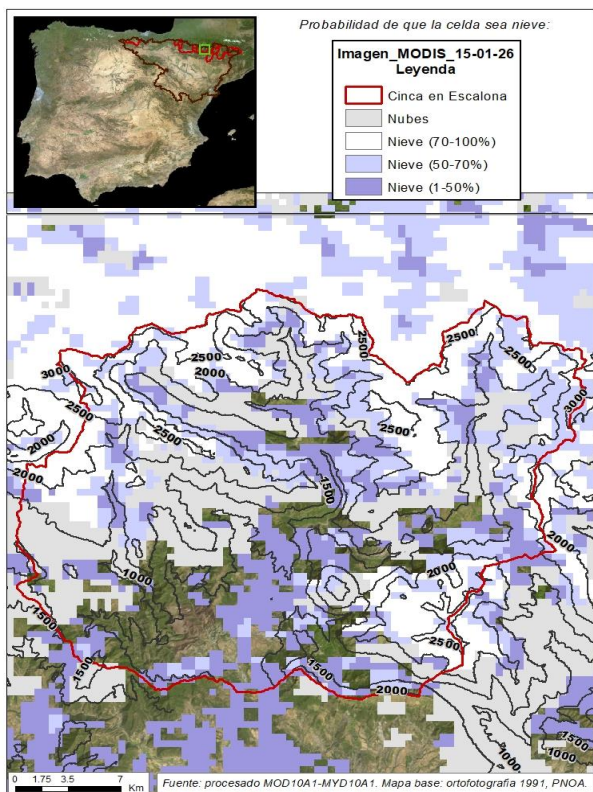 Probabilidad de que la celda sea nieve:
Imagen_MODIS_15-01-26
Leyenda
Cinca en Escalona
Nubes
Nieve (70-100%)
Nieve (50-70%)
Nieve (1-50%)
2500
2500
2500
2500
2000
3000
2500
3000
2500
2500
2000
2000
1500
2000
1000
2000
1500
1500
2500
1500
2000
1500
1000
1000
0 1.75 3.5 7
Km
Fuente: procesado MOD10A1-MYD10A1. Mapa base: ortofotografía 1991, PNOA.